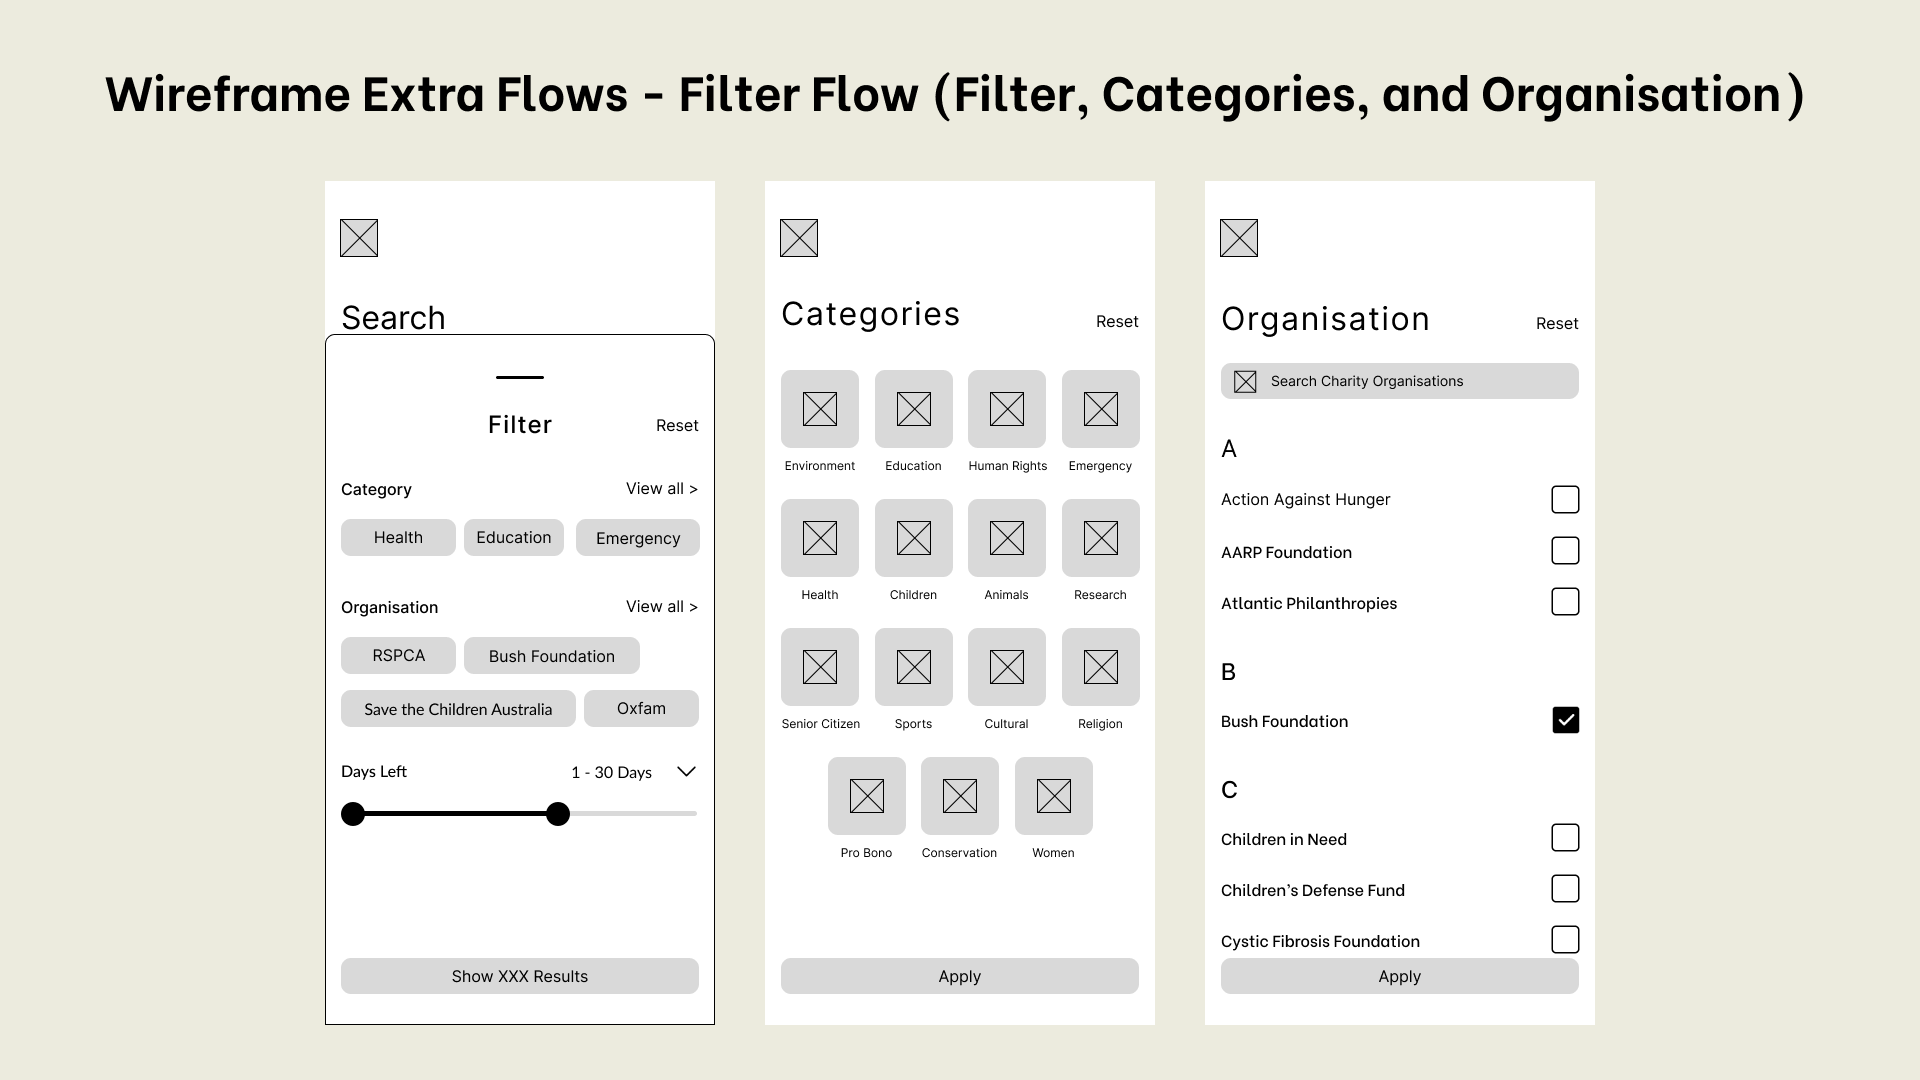 Wireframe Extra Flows - Filter Flow (Filter, Categories, and Organisation)
Search
Filter
Reset
Category
View all >
Health
Education
Emergency
Organisation
View all >
RSPCA
Bush Foundation
Save the Children Australia
Oxfam
Days Left
1 - 30 Days
Show XXX Results
Categories
Reset
Environment
Education
Human Rights
Emergency
Health
Children
Animals
Research
Senior Citizen
Sports
Cultural
Religion
Pro Bono
Conservation
Women
Apply
Organisation
Reset
Search Charity Organisations
A
Action Against Hunger
AARP Foundation
Atlantic Philanthropies
B
Bush Foundation
C
Children in Need
Children's Defense Fund
Cystic Fibrosis Foundation
Apply